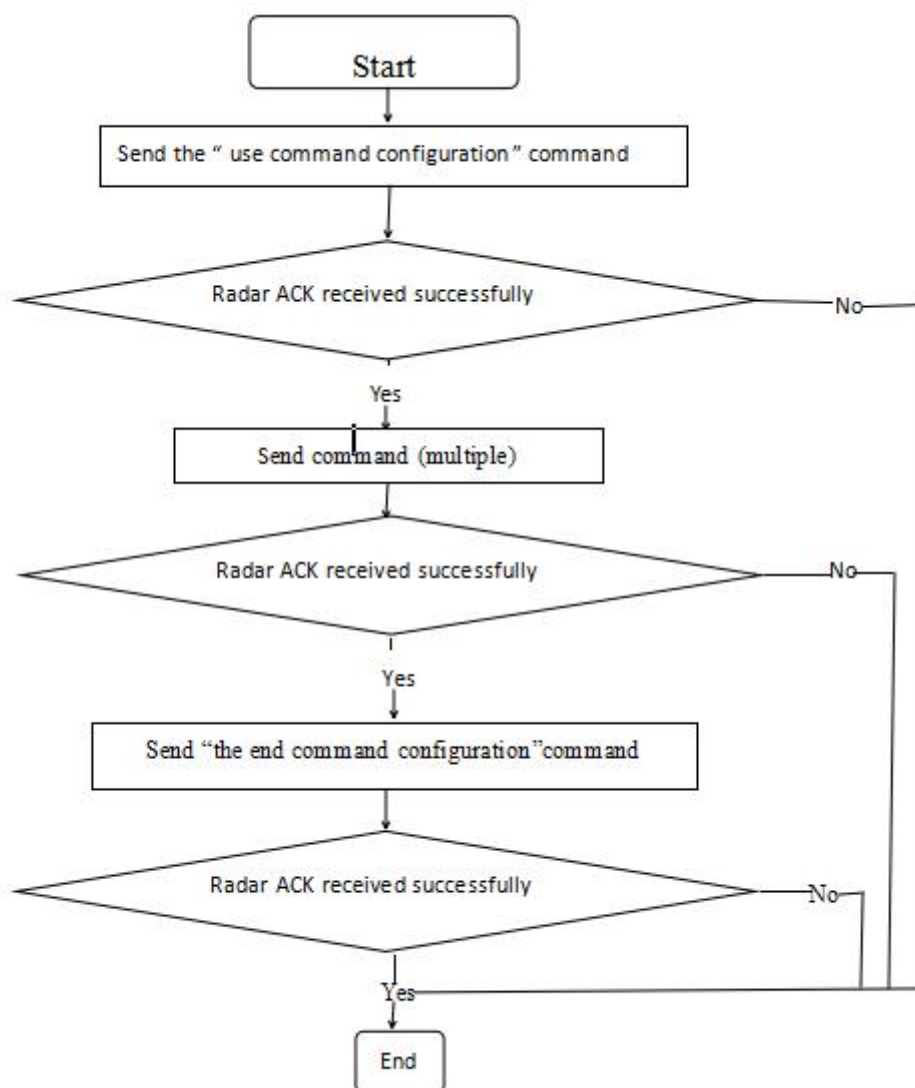 Start
Send the “ use command configuration” command
Radar ACK received successfully
No
Yes
Send command (multiple)
Radar ACK received successfully
No
Yes
Send “the end command configuration”command
Radar ACK received successfully
No
Yes
End